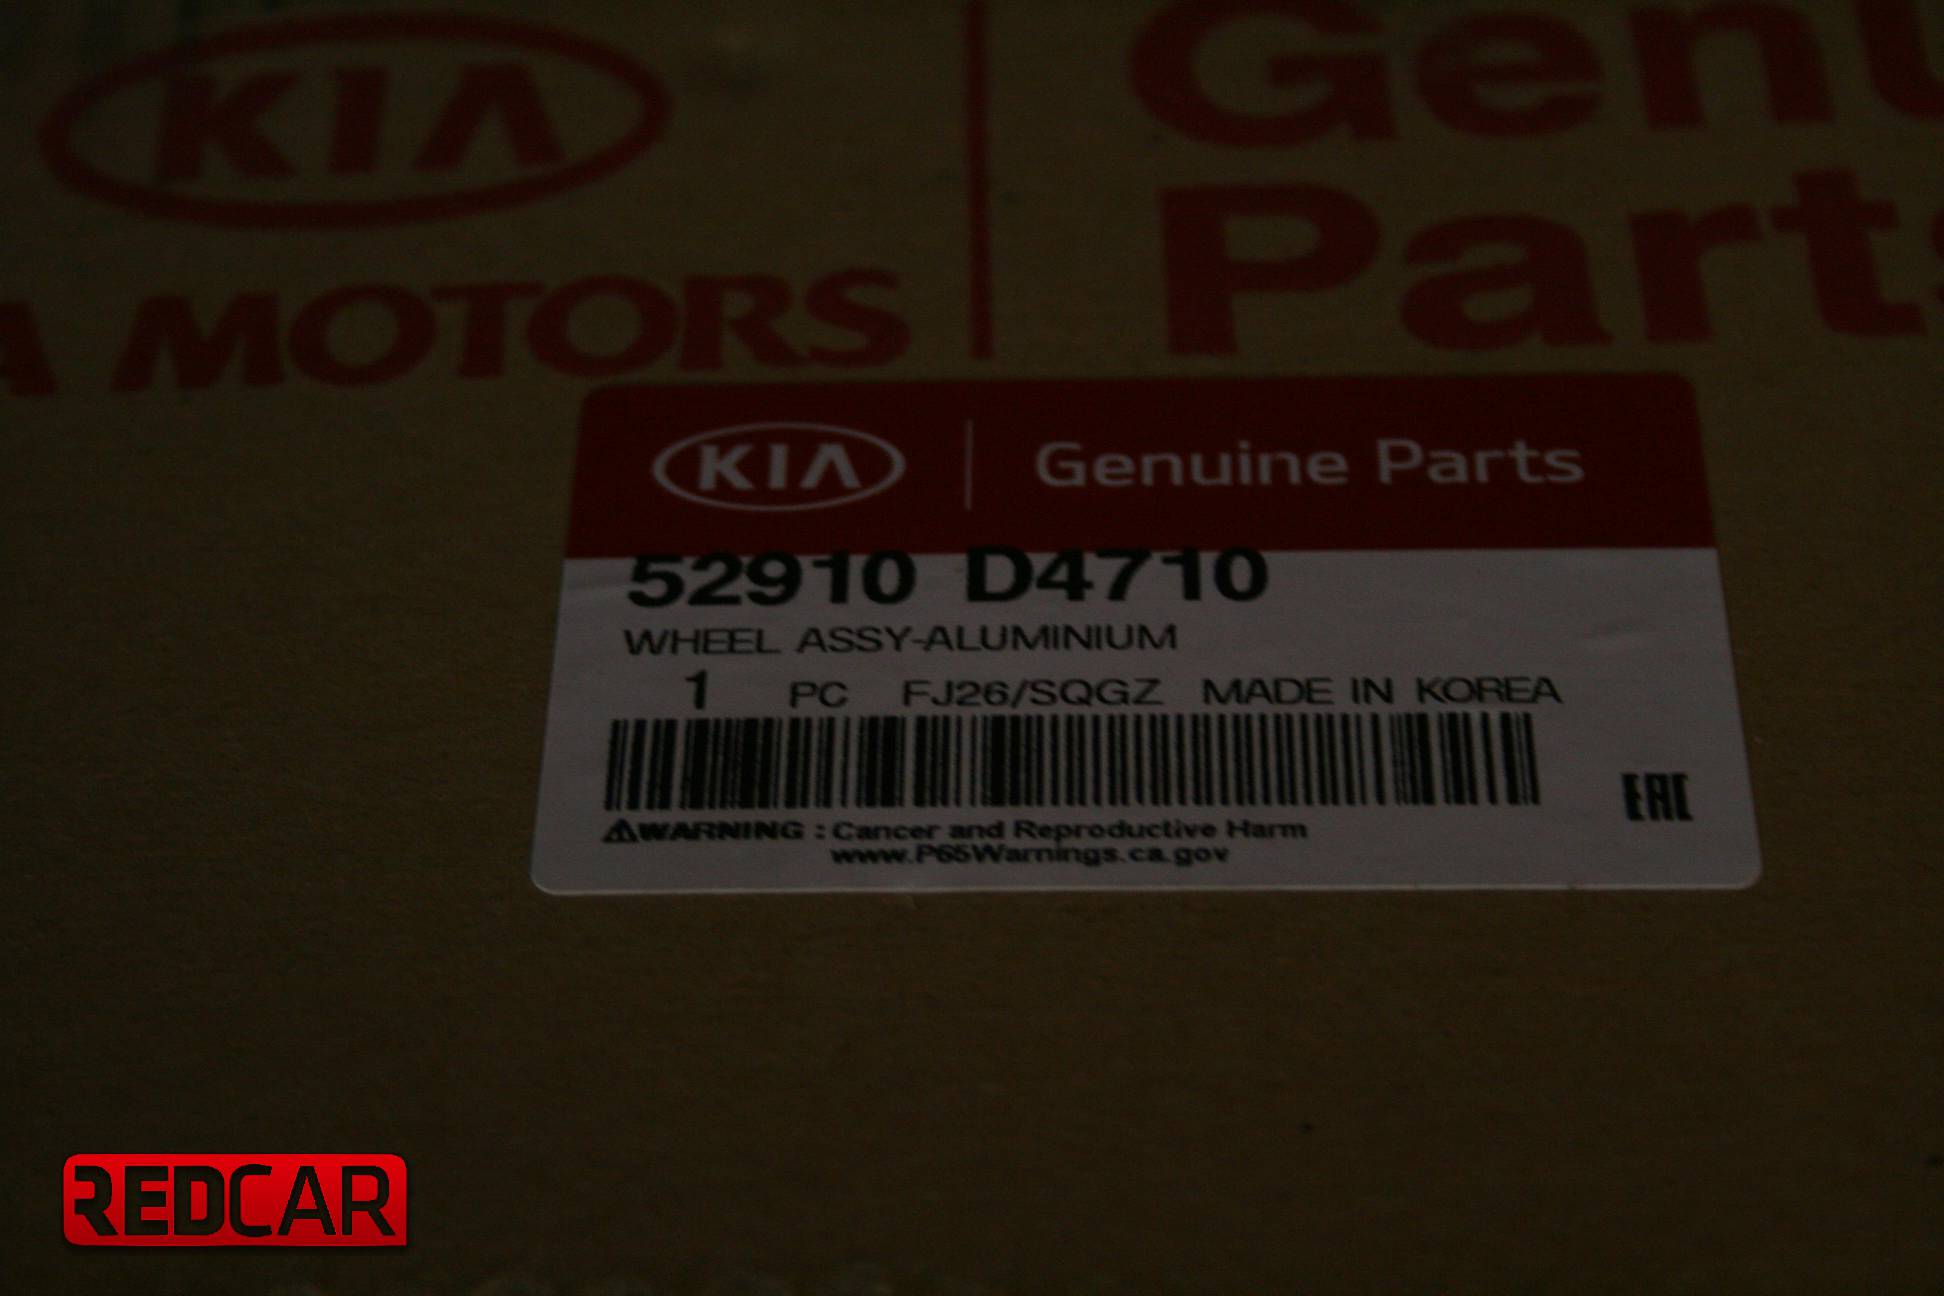 KIA
A MOTORS
Genu
Parts
KIA | Genuine Parts
52910 D4710
WHEEL ASSY-ALUMINIUM
1 PC FJ26/SQGZ MADE IN KOREA
EAC
⚠WARNING : Cancer and Reproductive Harm
www.P65Warnings.ca.gov
REDCAR